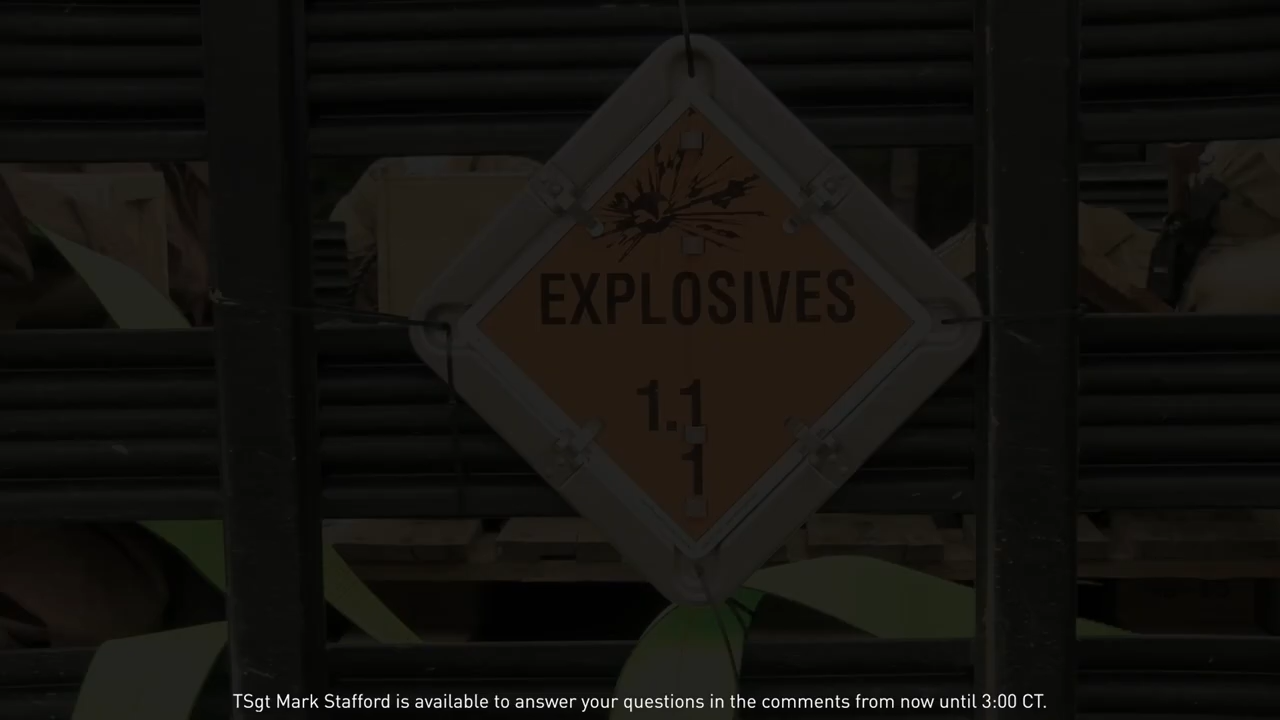 EXPLOSIVES
1.1
1
TSgt Mark Stafford is available to answer your questions in the comments from now until 3:00 CT.